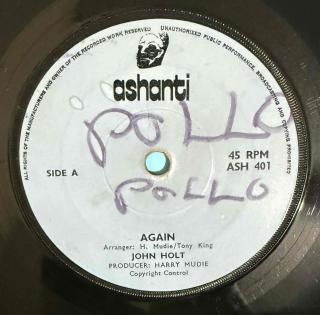 ALL RIGHTS OF THE MANUFACTURERS AND OWNER OF THE RECORDED WORK RESERVED
UNAUTHORISED PUBLIC PERFORMANCE, BROADCASTING AND COPYING PROHIBITED
ashanti
POLLO
SIDE A
45 RPM
ASH 401
POLLO
AGAIN
Arranger: H. Mudie/Tony King
JOHN HOLT
PRODUCER: HARRY MUDIE
Copyright Control